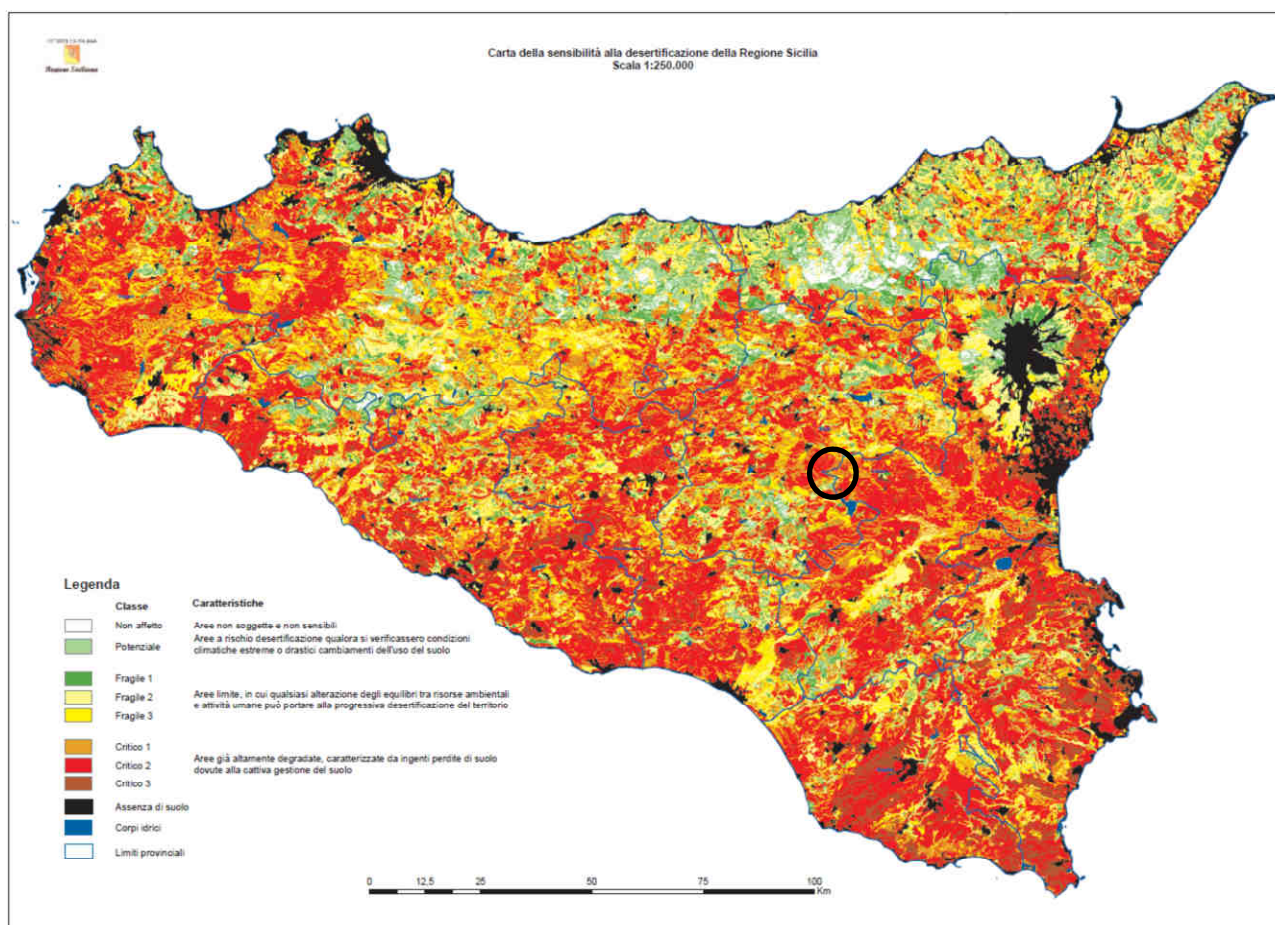 Regione Siciliana
Carta della sensibilità alla desertificazione della Regione Sicilia
Scala 1:250.000
Legenda
Classe Caratteristiche
Non affetto Aree non soggette e non sensibili
Potenziale Aree a rischio desertificazione qualora si verificassero condizioni
climatiche estreme o drastici cambiamenti dell'uso del suolo
Fragile 1
Fragile 2 Aree limite, in cui qualsiasi alterazione degli equilibri tra risorse ambientali
e attività umane può portare alla progressiva desertificazione del territorio
Fragile 3
Critico 1
Critico 2 Aree già altamente degradate, caratterizzate da ingenti perdite di suolo
dovute alla cattiva gestione del suolo
Critico 3
Assenza di suolo
Corpi idrici
Limiti provinciali
0 12,5 25 50 75 100
Km